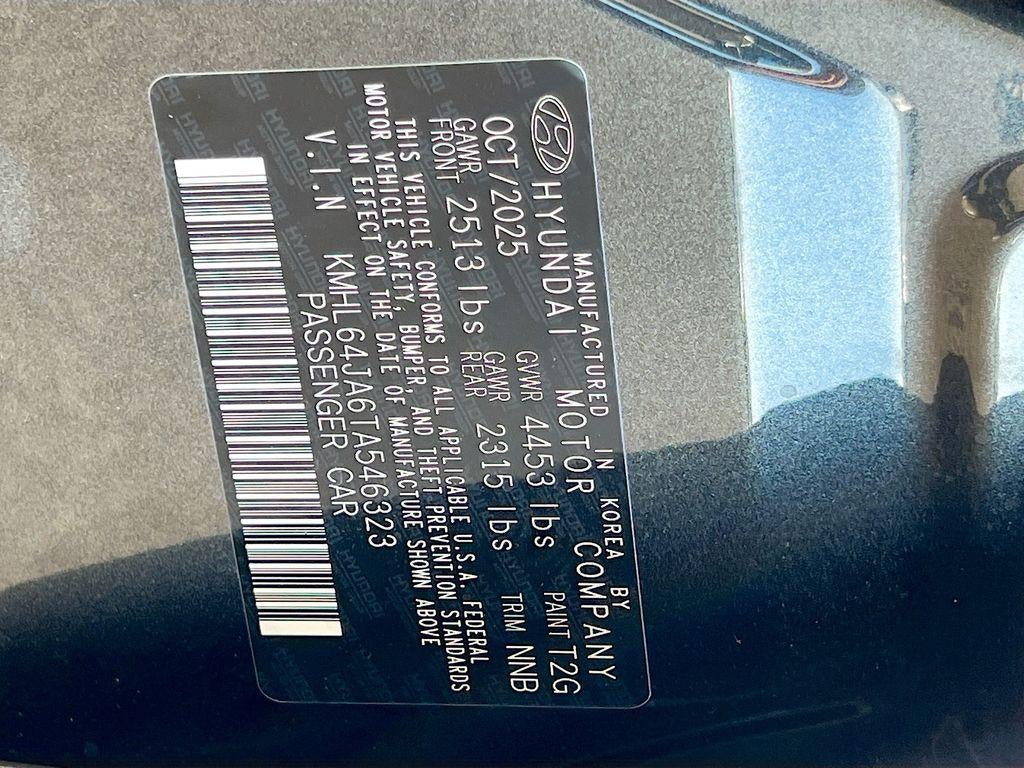 MANUFACTURED IN KOREA BY
HYUNDAI MOTOR COMPANY
OCT/2025 GVWR 4453 lbs PAINT T2G
GAWR FRONT 2513 lbs GAWR REAR 2315 lbs TRIM NNB
THIS VEHICLE CONFORMS TO ALL APPLICABLE U.S.A. FEDERAL
MOTOR VEHICLE SAFETY, BUMPER, AND THEFT PREVENTION STANDARDS
IN EFFECT ON THE DATE OF MANUFACTURE SHOWN ABOVE
V.I.N KMHL64JA6TA546323
PASSENGER CAR